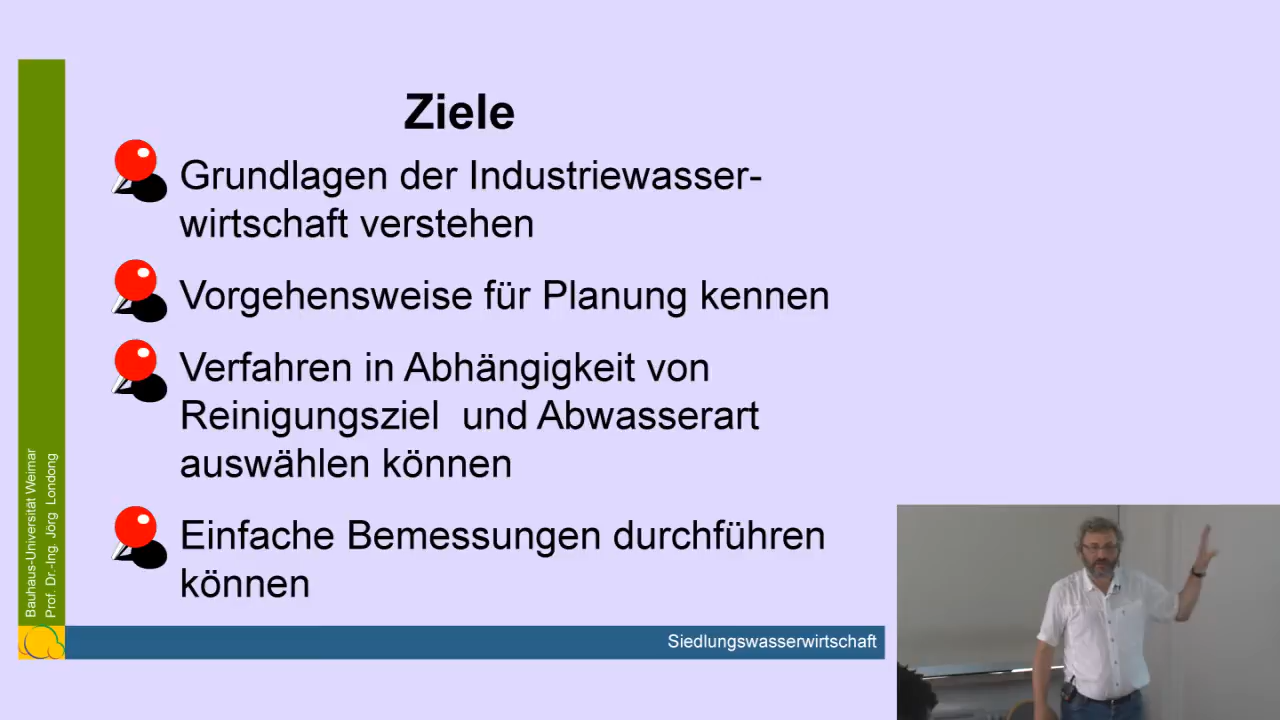 Ziele
Grundlagen der Industriewasser-
wirtschaft verstehen
Vorgehensweise für Planung kennen
Verfahren in Abhängigkeit von
Reinigungsziel und Abwasserart
auswählen können
Einfache Bemessungen durchführen
können
Bauhaus-Universität Weimar
Prof. Dr.-Ing. Jörg Londong
Siedlungswasserwirtschaft